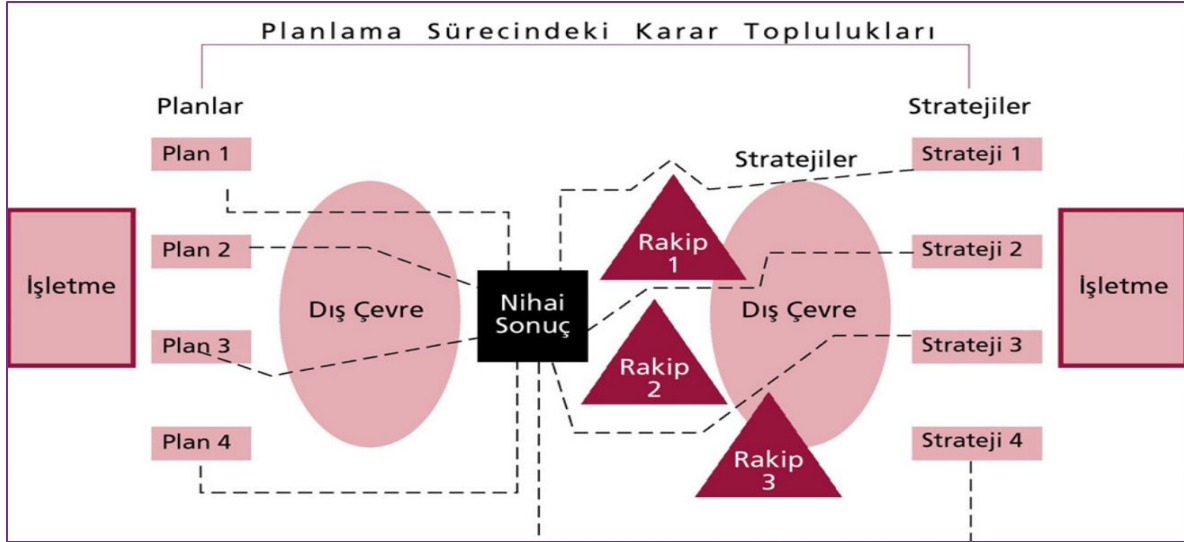 Planlama Sürecindeki Karar Toplulukları
Planlar
Stratejiler
Plan 1
Stratejiler
Strateji 1
Rakip
1
Plan 2
Strateji 2
İşletme
Dış Çevre
Nihai
Sonuç
Dış Çevre
İşletme
Plan 3
Rakip
2
Strateji 3
Plan 4
Rakip
3
Strateji 4